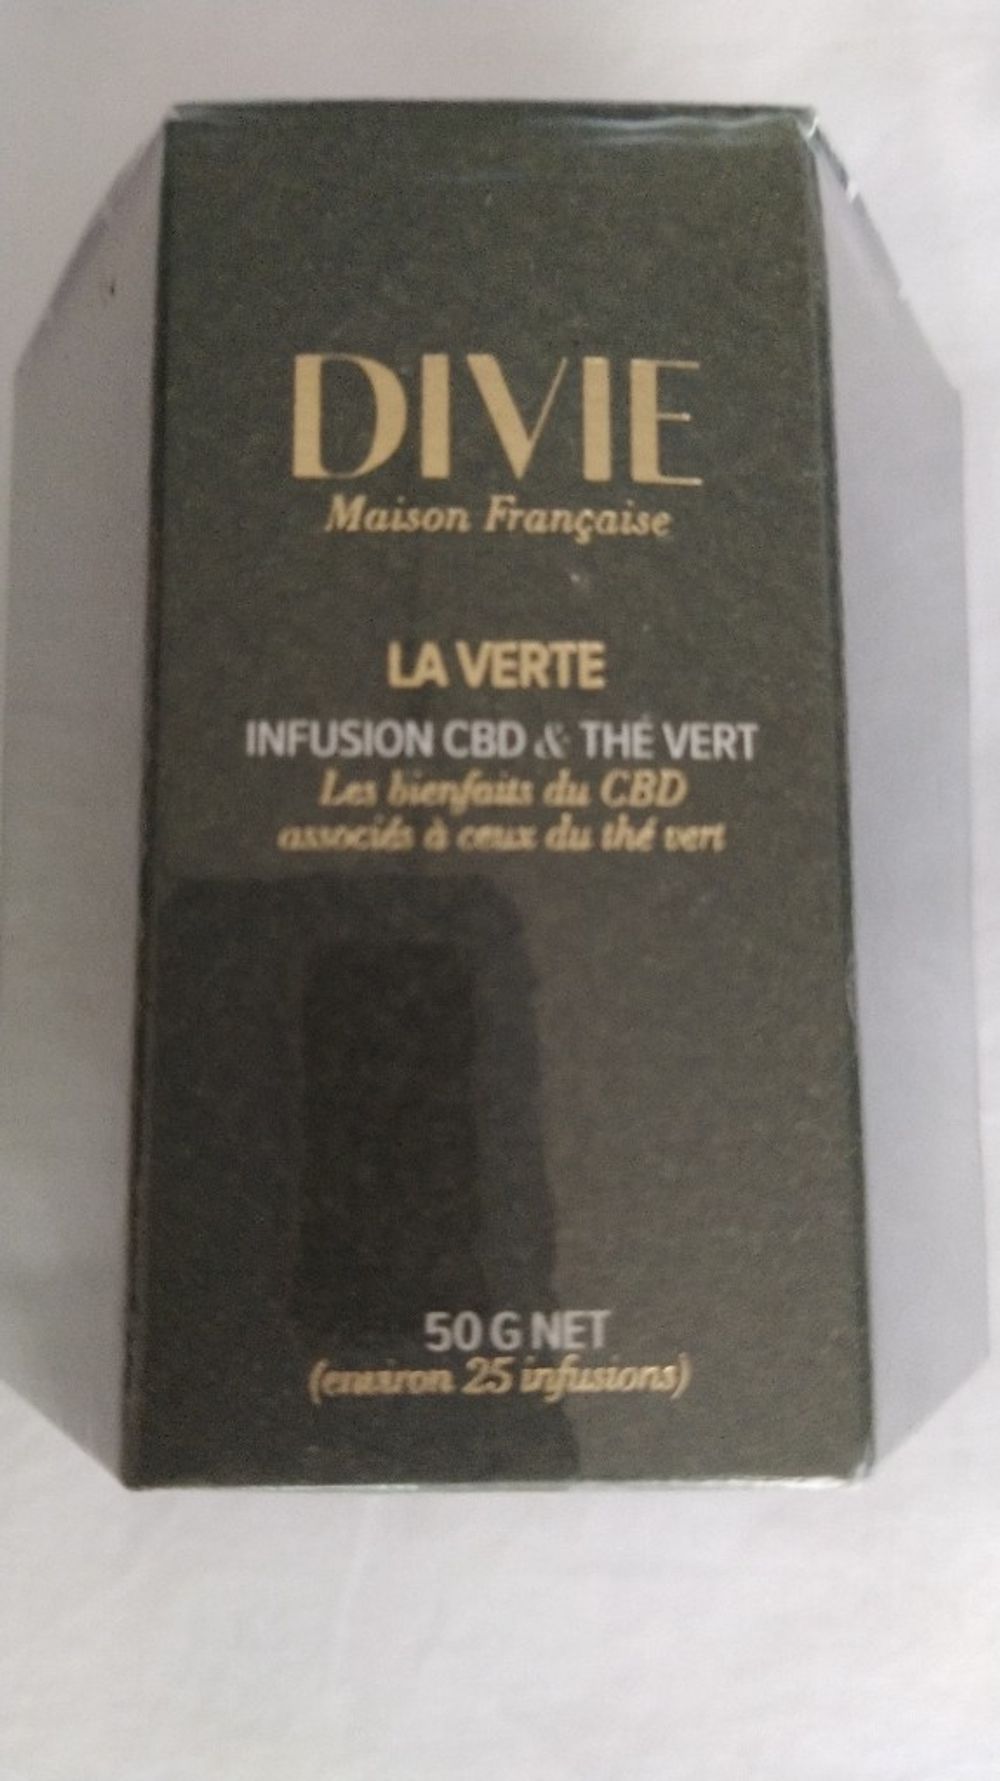 DIVIE
Maison Française
LA VERTE
INFUSION CBD & THÉ VERT
Les bienfaits du CBD
associés à ceux du thé vert
50 G NET
(environ 25 infusions)